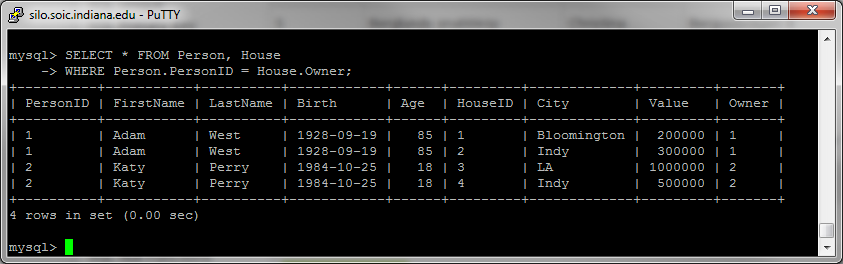 silo.soic.indiana.edu - PuTTY
mysql> SELECT * FROM Person, House
    -> WHERE Person.PersonID = House.Owner;
+----------+-----------+----------+------------+------+---------+-------------+---------+-------+
| PersonID | FirstName | LastName | Birth      | Age  | HouseID | City        | Value   | Owner |
+----------+-----------+----------+------------+------+---------+-------------+---------+-------+
| 1        | Adam      | West     | 1928-09-19 |   85 | 1       | Bloomington |  200000 | 1     |
| 1        | Adam      | West     | 1928-09-19 |   85 | 2       | Indy        |  300000 | 1     |
| 2        | Katy      | Perry    | 1984-10-25 |   18 | 3       | LA          | 1000000 | 2     |
| 2        | Katy      | Perry    | 1984-10-25 |   18 | 4       | Indy        |  500000 | 2     |
+----------+-----------+----------+------------+------+---------+-------------+---------+-------+
4 rows in set (0.00 sec)
mysql>